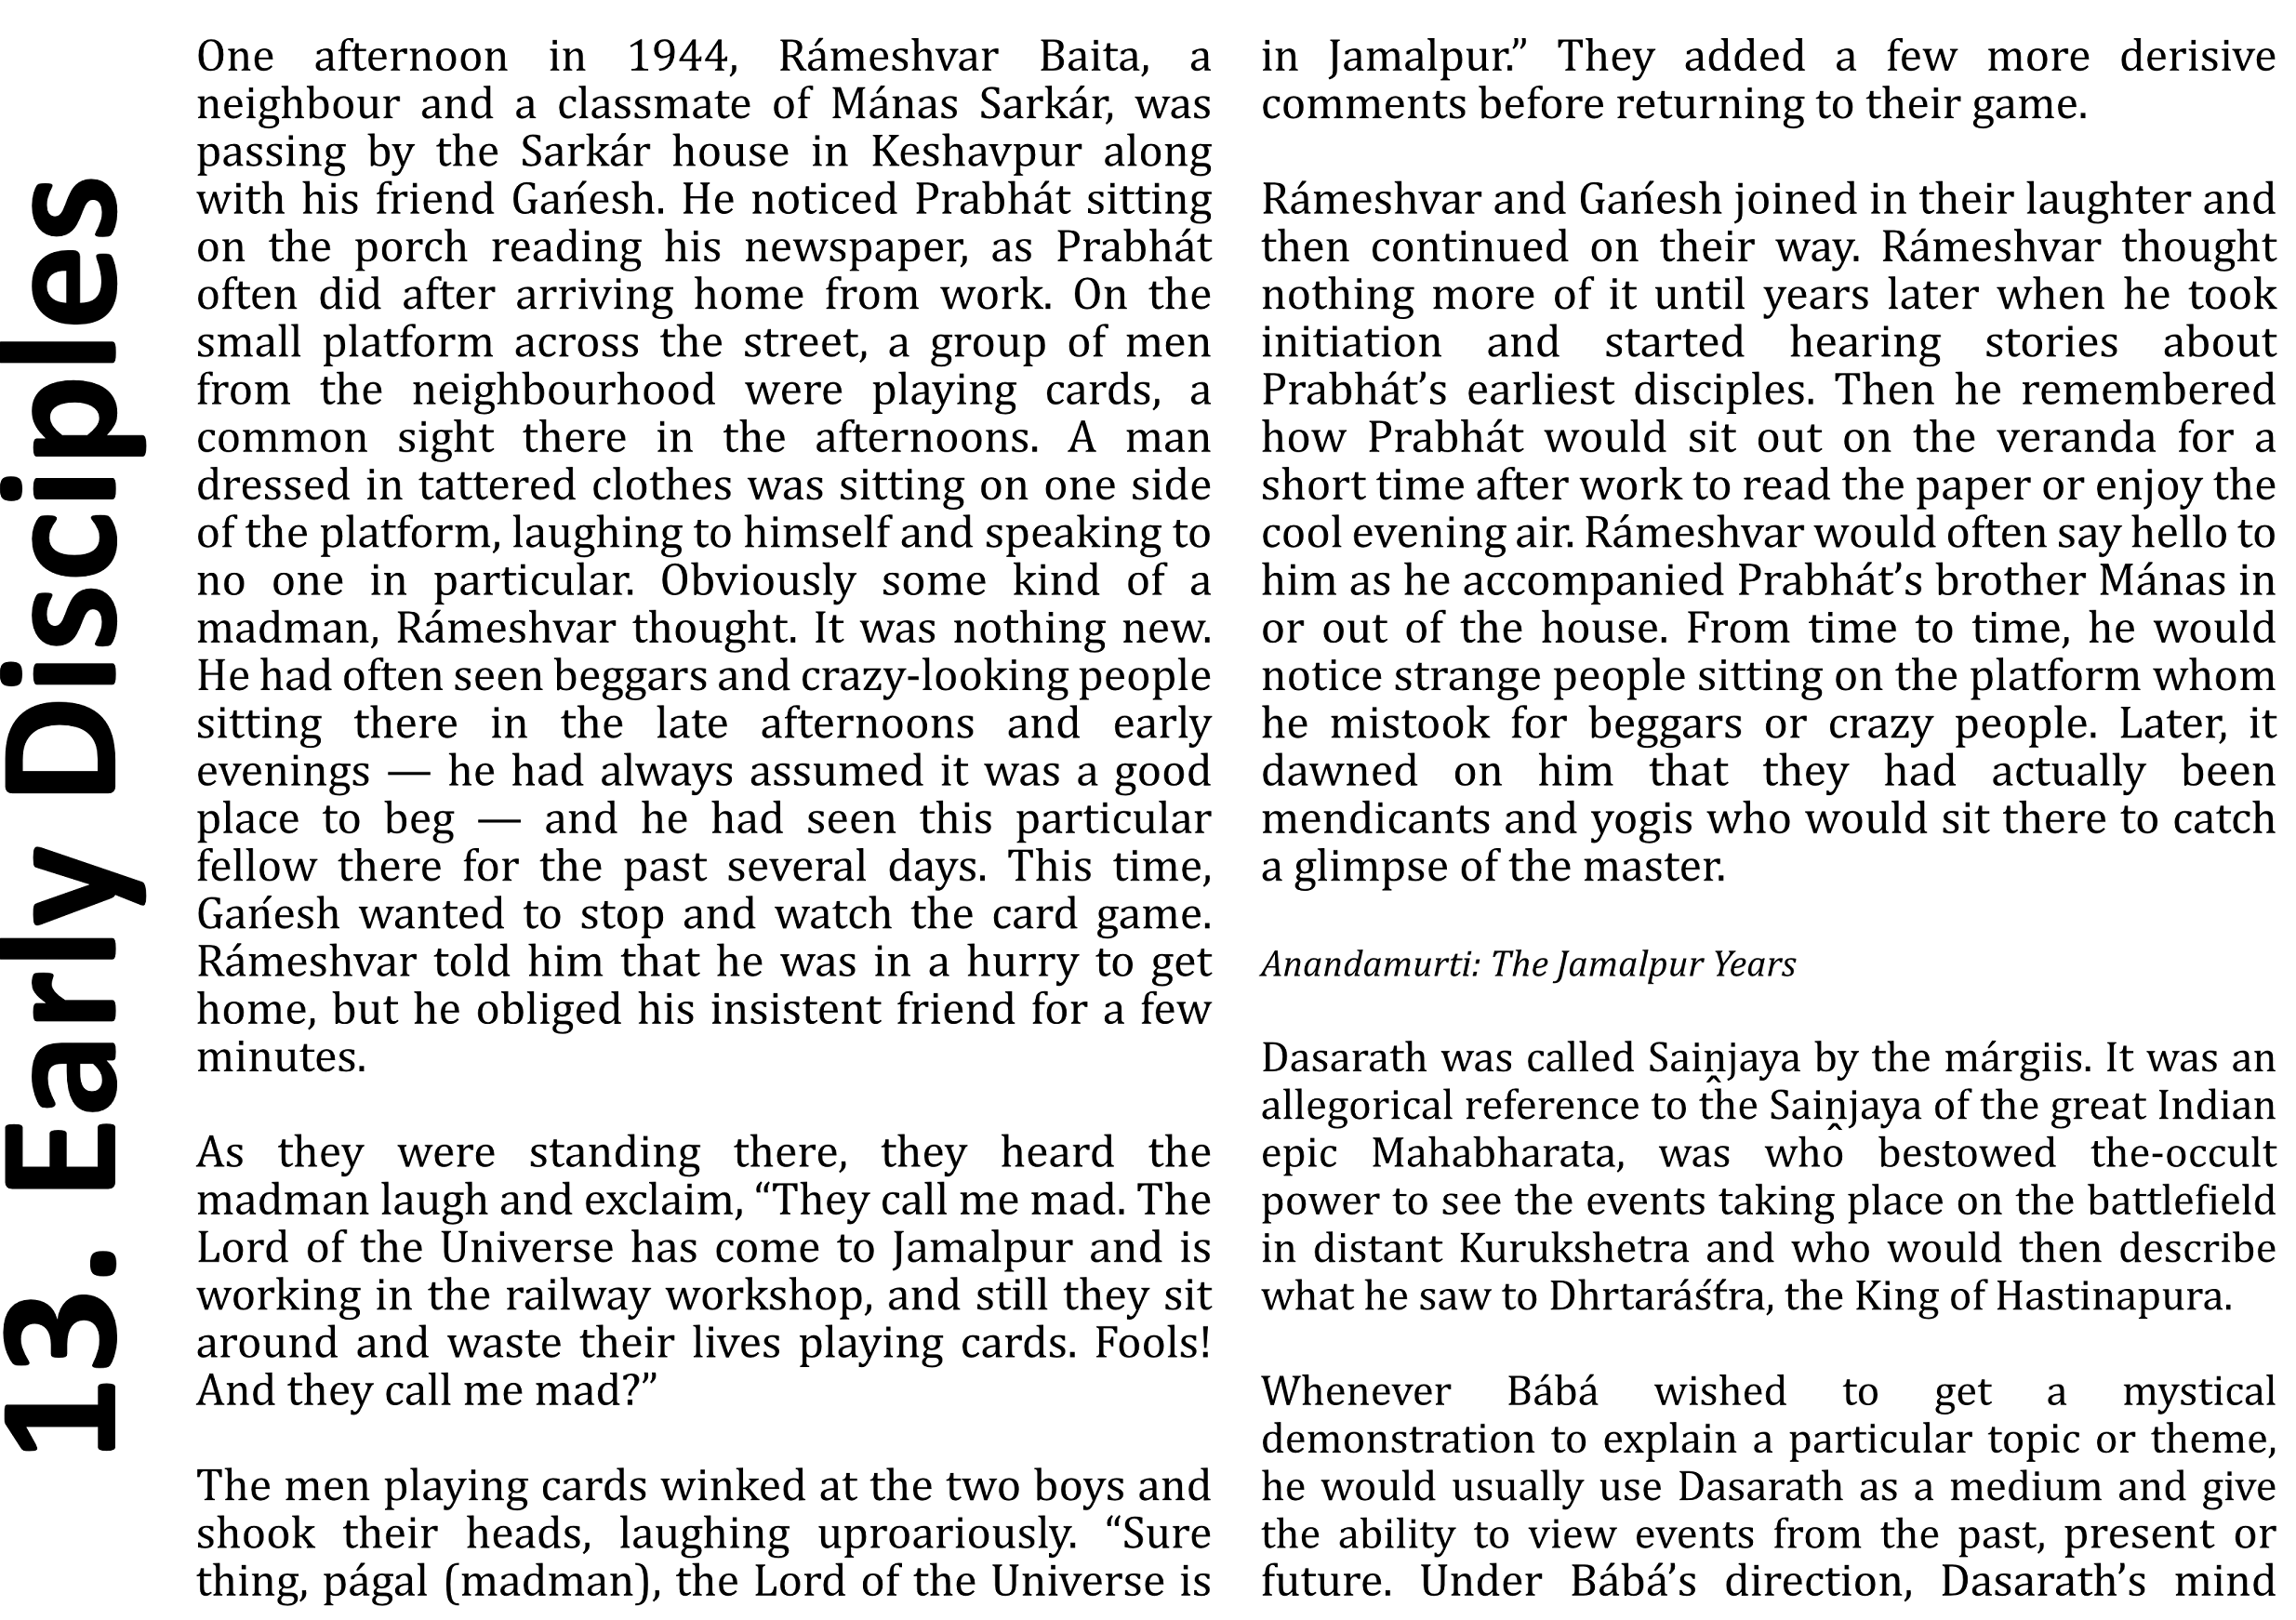 13. Early Disciples
One afternoon in 1944, Rámeshvar Baita, a
neighbour and a classmate of Mánas Sarkár, was
passing by the Sarkár house in Keshavpur along
with his friend Gańesh. He noticed Prabhát sitting
on the porch reading his newspaper, as Prabhát
often did after arriving home from work. On the
small platform across the street, a group of men
from the neighbourhood were playing cards, a
common sight there in the afternoons. A man
dressed in tattered clothes was sitting on one side
of the platform, laughing to himself and speaking to
no one in particular. Obviously some kind of a
madman, Rámeshvar thought. It was nothing new.
He had often seen beggars and crazy-looking people
sitting there in the late afternoons and early
evenings — he had always assumed it was a good
place to beg — and he had seen this particular
fellow there for the past several days. This time,
Gańesh wanted to stop and watch the card game.
Rámeshvar told him that he was in a hurry to get
home, but he obliged his insistent friend for a few
minutes.
As they were standing there, they heard the
madman laugh and exclaim, “They call me mad. The
Lord of the Universe has come to Jamalpur and is
working in the railway workshop, and still they sit
around and waste their lives playing cards. Fools!
And they call me mad?”
The men playing cards winked at the two boys and
shook their heads, laughing uproariously. “Sure
thing, págal (madman), the Lord of the Universe is
in Jamalpur.” They added a few more derisive
comments before returning to their game.
Rámeshvar and Gańesh joined in their laughter and
then continued on their way. Rámeshvar thought
nothing more of it until years later when he took
initiation and started hearing stories about
Prabhát’s earliest disciples. Then he remembered
how Prabhát would sit out on the veranda for a
short time after work to read the paper or enjoy the
cool evening air. Rámeshvar would often say hello to
him as he accompanied Prabhát’s brother Mánas in
or out of the house. From time to time, he would
notice strange people sitting on the platform whom
he mistook for beggars or crazy people. Later, it
dawned on him that they had actually been
mendicants and yogis who would sit there to catch
a glimpse of the master.
Anandamurti: The Jamalpur Years
Dasarath was called Saiṋjaya by the márgiis. It was an
allegorical reference to the Saiṋjaya of the great Indian
epic Mahabharata, was who bestowed the-occult
power to see the events taking place on the battlefield
in distant Kurukshetra and who would then describe
what he saw to Dhrtaráśt́ra, the King of Hastinapura.
Whenever Bábá wished to get a mystical
demonstration to explain a particular topic or theme,
he would usually use Dasarath as a medium and give
the ability to view events from the past, present or
future. Under Bábá’s direction, Dasarath’s mind